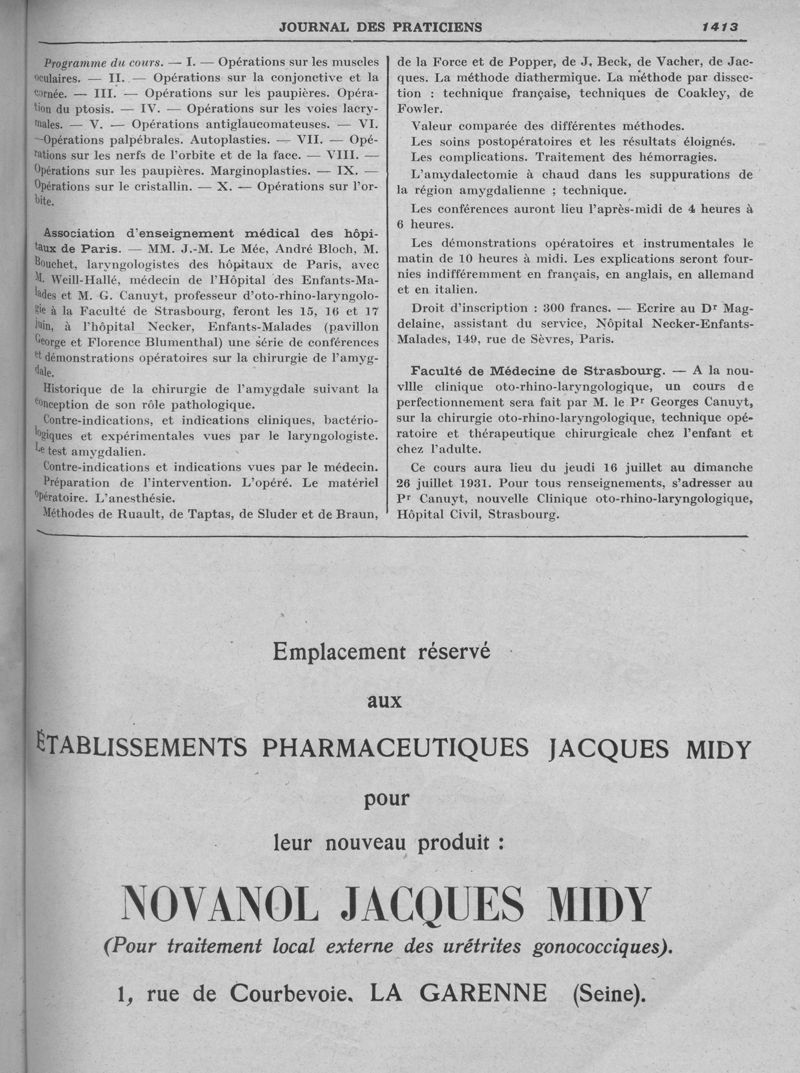 JOURNAL DES PRATICIENS 1413
Programme du cours. — I. — Opérations sur les muscles
oculaires. — II. — Opérations sur la conjonctive et la
cornée. — III. — Opérations sur les paupières. Opéra-
tion du ptosis. — IV. — Opérations sur les voies lacry-
males. — V. — Opérations antiglaucomateuses. — VI.
—Opérations palpébrales. Autoplasties. — VII. — Opé-
rations sur les nerfs de l'orbite et de la face. — VIII. —
Opérations sur les paupières. Marginoplasties. — IX. —
Opérations sur le cristallin. — X. — Opérations sur l'or-
bite.
Association d'enseignement médical des hôpi-
taux de Paris. — MM. J.-M. Le Mée, André Bloch, M.
Bouchet, laryngologistes des hôpitaux de Paris, avec
M. Weill-Hallé, médecin de l'Hôpital des Enfants-Ma-
lades et M. G. Canuyt, professeur d'oto-rhino-laryngolo-
gie à la Faculté de Strasbourg, feront les 15, 16 et 17
juin, à l'hôpital Necker, Enfants-Malades (pavillon
George et Florence Blumenthal) une série de conférences
et démonstrations opératoires sur la chirurgie de l'amyg-
dale.
Historique de la chirurgie de l'amygdale suivant la
conception de son rôle pathologique.
Contre-indications, et indications cliniques, bactério-
logiques et expérimentales vues par le laryngologiste.
Le test amygdalien.
Contre-indications et indications vues par le médecin.
Préparation de l'intervention. L'opéré. Le matériel
opératoire. L'anesthésie.
Méthodes de Ruault, de Taptas, de Sluder et de Braun,
de la Force et de Popper, de J. Beck, de Vacher, de Jac-
ques. La méthode diathermique. La méthode par dissec-
tion : technique française, techniques de Coakley, de
Fowler.
Valeur comparée des différentes méthodes.
Les soins postopératoires et les résultats éloignés.
Les complications. Traitement des hémorragies.
L'amydalectomie à chaud dans les suppurations de
la région amygdalienne ; technique.
Les conférences auront lieu l'après-midi de 4 heures à
6 heures.
Les démonstrations opératoires et instrumentales le
matin de 10 heures à midi. Les explications seront four-
nies indifféremment en français, en anglais, en allemand
et en italien.
Droit d'inscription : 300 francs. — Ecrire au Dr Mag-
delaine, assistant du service, Nôpital Necker-Enfants-
Malades, 149, rue de Sèvres, Paris.
Faculté de Médecine de Strasbourg. — A la nou-
vllle clinique oto-rhino-laryngologique, un cours de
perfectionnement sera fait par M. le Pr Georges Canuyt,
sur la chirurgie oto-rhino-laryngologique, technique opé-
ratoire et thérapeutique chirurgicale chez l'enfant et
chez l'adulte.
Ce cours aura lieu du jeudi 16 juillet au dimanche
26 juillet 1931. Pour tous renseignements, s'adresser au
Pr Canuyt, nouvelle Clinique oto-rhino-laryngologique,
Hôpital Civil, Strasbourg.
Emplacement réservé
aux
ÉTABLISSEMENTS PHARMACEUTIQUES JACQUES MIDY
pour
leur nouveau produit :
NOVANOL JACQUES MIDY
(Pour traitement local externe des urétrites gonococciques).
1, rue de Courbevoie. LA GARENNE (Seine).